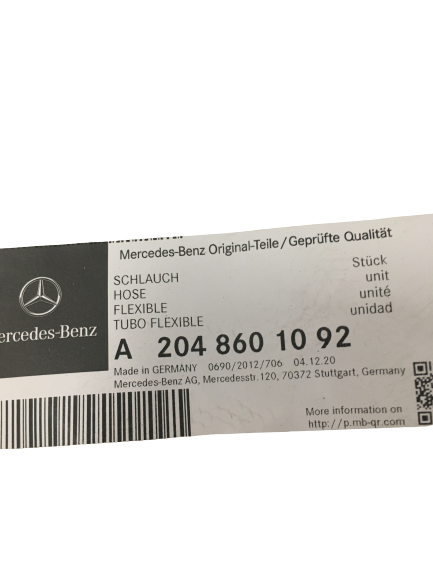 Mercedes-Benz Original-Teile/Geprüfte Qualität
SCHLAUCH Stück
HOSE unit
FLEXIBLE unité
TUBO FLEXIBLE unidad
ercedes-Benz
A 204 860 10 92
Made in GERMANY 0690/2012/706 04.12.20
Mercedes-Benz AG, Mercedesstr.120, 70372 Stuttgart, Germany
More information on
http://p.mb-qr.com